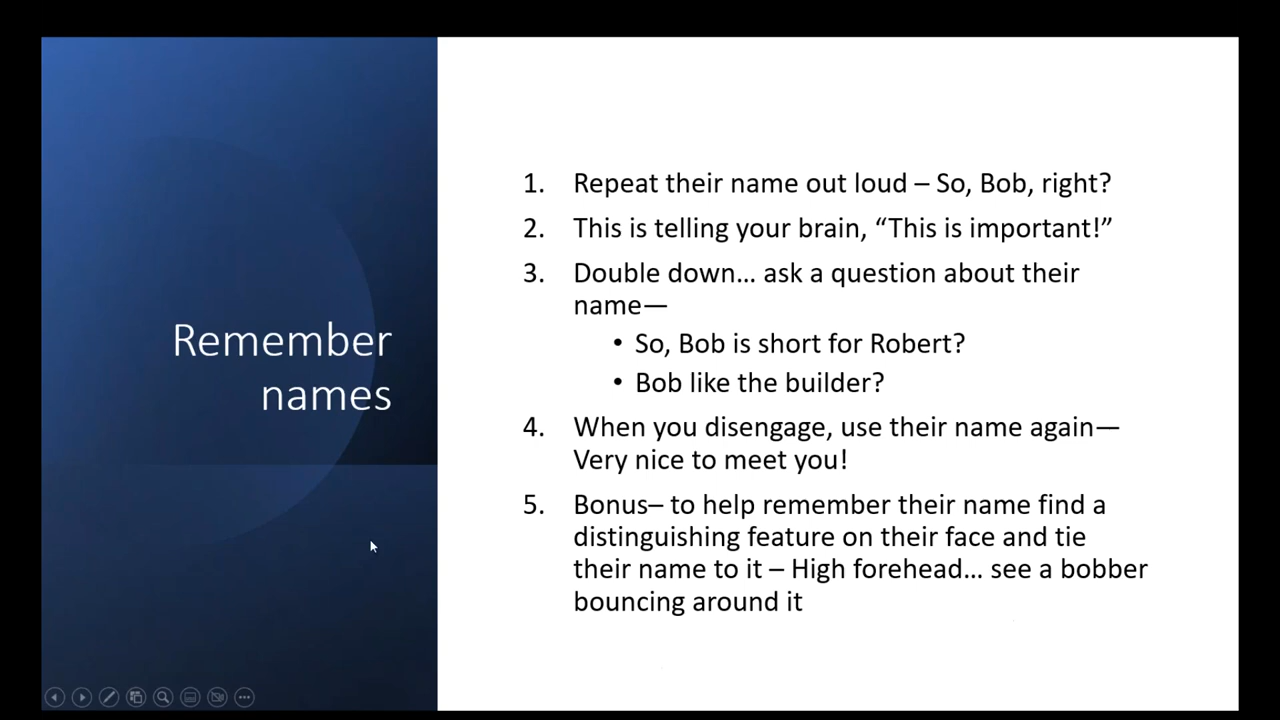 Remember
names
1. Repeat their name out loud – So, Bob, right?
2. This is telling your brain, “This is important!”
3. Double down... ask a question about their
name—
• So, Bob is short for Robert?
• Bob like the builder?
4. When you disengage, use their name again—
Very nice to meet you!
5. Bonus– to help remember their name find a
distinguishing feature on their face and tie
their name to it – High forehead... see a bobber
bouncing around it